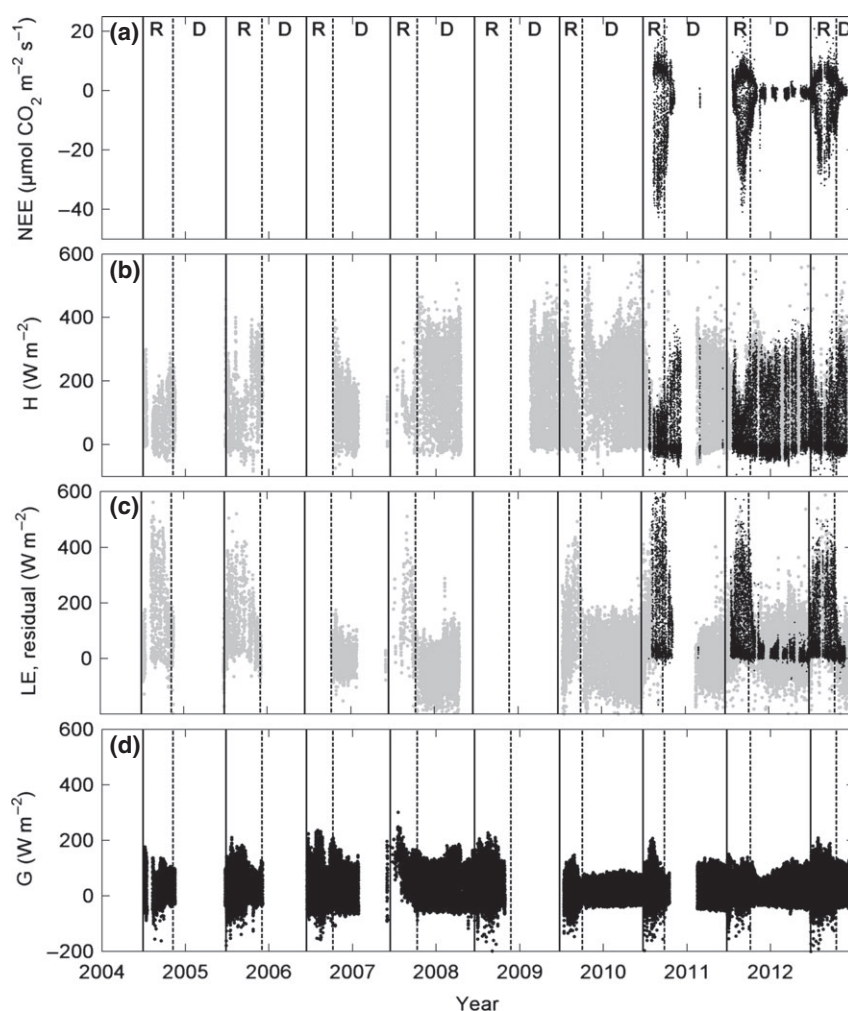 (a)
R D R D R D R D R D R D R D R D R D
20
0
−20
−40
NEE (μmol CO2 m−2 s−1)
(b)
600
400
200
0
H (W m−2)
(c)
600
400
200
0
LE, residual (W m−2)
(d)
600
400
200
0
−200
G (W m−2)
2004 2005 2006 2007 2008 2009 2010 2011 2012
Year